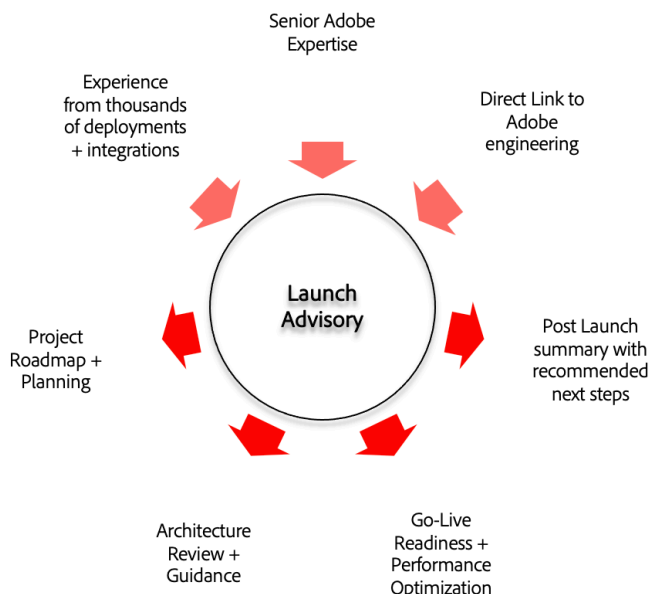 Senior Adobe
Expertise
Experience
from thousands
of deployments
+ integrations
Direct Link to
Adobe
engineering
Launch
Advisory
Project
Roadmap +
Planning
Post Launch
summary with
recommended
next steps
Architecture
Review +
Guidance
Go-Live
Readiness +
Performance
Optimization